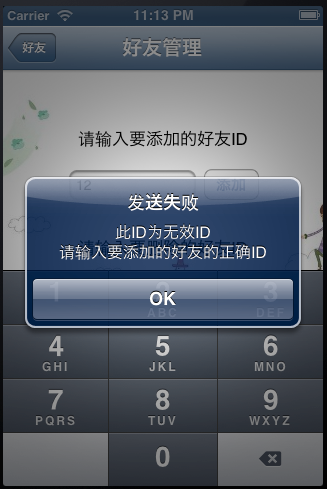 Carrier 11:13 PM
好友 好友管理
请输入要添加的好友ID
12 添加
发送失败
此ID为无效ID
请输入要添加的好友的正确ID
OK
1 2 3
ABC DEF
4 5 6
GHI JKL MNO
7 8 9
PQRS TUV WXYZ
0